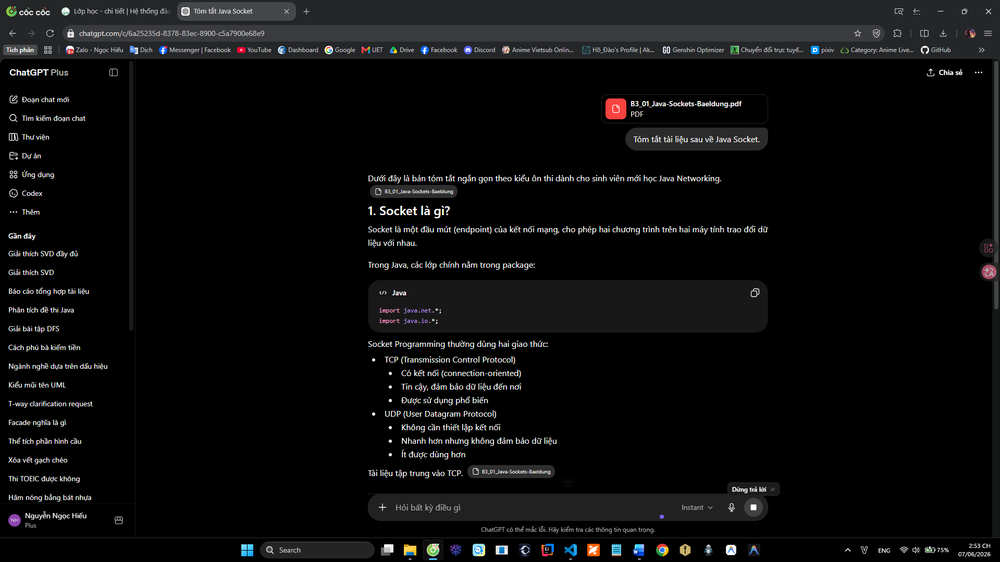 cốc cốc
Lớp học - chi tiết | Hệ thống đào
Tóm tắt Java Socket
chatgpt.com/c/6a25235d-8378-83ec-8900-c5a7900e68e9
Tích phân
Zalo - Ngọc Hiếu
Dịch
Messenger | Facebook
YouTube
Dashboard
Google
UET
Drive
Facebook
Discord
Anime Vietsub Onlin...
Hồ_Đào's Profile | Ak...
Genshin Optimizer
Chuyển đổi trực tuyế...
pixiv
Category: Anime Live...
GitHub
ChatGPT Plus
Chia sẻ
Đoạn chat mới
Tìm kiếm đoạn chat
Thư viện
Dự án
Ứng dụng
Codex
Thêm
Gần đây
Giải thích SVD đầy đủ
Giải thích SVD
Báo cáo tổng hợp tài liệu
Phân tích đề thi Java
Giải bài tập DFS
Cách phú bà kiếm tiền
Ngành nghề dựa trên dấu hiệu
Kiểu mũi tên UML
T-way clarification request
Facade nghĩa là gì
Thể tích phần hình cầu
Xóa vết gạch chéo
Thi TOEIC được không
Hâm nóng bằng bát nhựa
NH
Nguyễn Ngọc Hiếu
Plus
B3_01_Java-Sockets-Baeldung.pdf
PDF
Tóm tắt tài liệu sau về Java Socket.
Dưới đây là bản tóm tắt ngắn gọn theo kiểu ôn thi dành cho sinh viên mới học Java Networking.
B3_01_Java-Sockets-Baeldung
1. Socket là gì?
Socket là một đầu mút (endpoint) của kết nối mạng, cho phép hai chương trình trên hai máy tính trao đổi dữ
liệu với nhau.
Trong Java, các lớp chính nằm trong package:
Java
import java.net.*;
import java.io.*;
Socket Programming thường dùng hai giao thức:
TCP (Transmission Control Protocol)
Có kết nối (connection-oriented)
Tin cậy, đảm bảo dữ liệu đến nơi
Được sử dụng phổ biến
UDP (User Datagram Protocol)
Không cần thiết lập kết nối
Nhanh hơn nhưng không đảm bảo dữ liệu
Ít được dùng hơn
Tài liệu tập trung vào TCP. B3_01_Java-Sockets-Baeldung
Dừng trả lời
Hỏi bất kỳ điều gì
Instant
ChatGPT có thể mắc lỗi. Hãy kiểm tra các thông tin quan trọng.
Search
ENG
75%
2:53 CH
07/06/2026